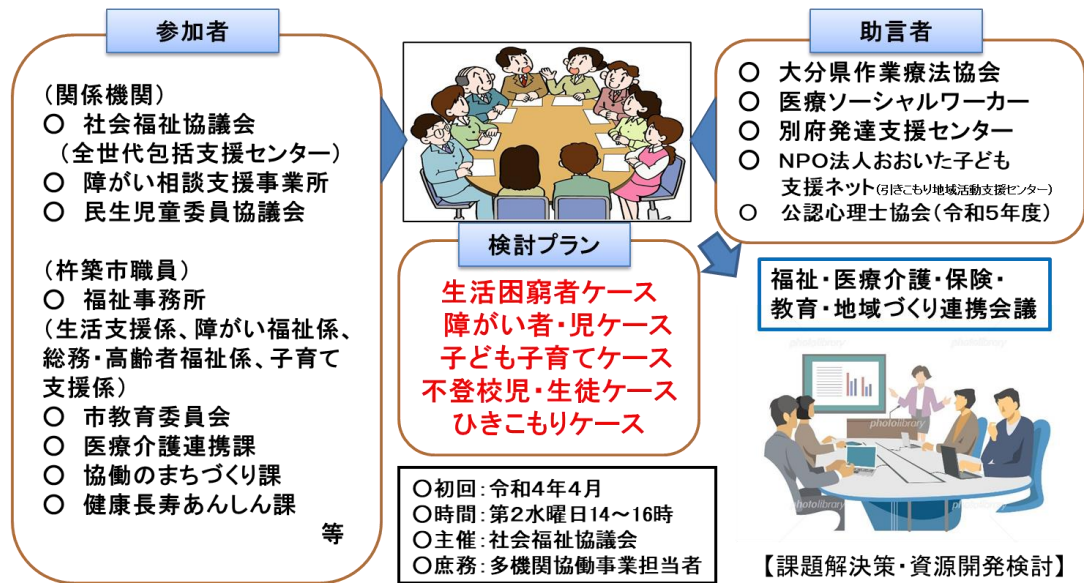 参加者
(関係機関)
〇 社会福祉協議会
(全世代包括支援センター)
〇 障がい相談支援事業所
〇 民生児童委員協議会
(杵築市職員)
〇 福祉事務所
(生活支援係、障がい福祉係、
総務・高齢者福祉係、子育て
支援係)
〇 市教育委員会
〇 医療介護連携課
〇 協働のまちづくり課
〇 健康長寿あんしん課
等
検討プラン
生活困窮者ケース
障がい者・児ケース
子ども子育てケース
不登校児・生徒ケース
ひきこもりケース
〇初回:令和4年4月
〇時間:第2水曜日14~16時
〇主催:社会福祉協議会
〇庶務:多機関協働事業担当者
助言者
〇 大分県作業療法協会
〇 医療ソーシャルワーカー
〇 別府発達支援センター
〇 NPO法人おおいた子ども
支援ネット(引きこもり地域活動支援センター)
〇 公認心理士協会(令和5年度)
福祉・医療介護・保険・
教育・地域づくり連携会議
photolibrary
photolibrary
photolibrary
photolibrary
【課題解決策・資源開発検討】